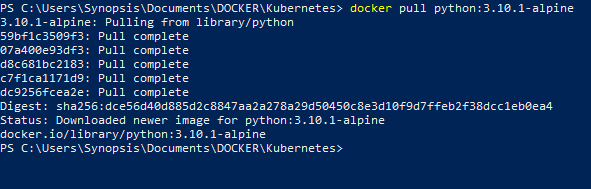 PS C:\Users\Synopsis\Documents\DOCKER\Kubernetes> docker pull python:3.10.1-alpine
3.10.1-alpine: Pulling from library/python
59bf1c3509f3: Pull complete
07a400e93df3: Pull complete
d8c681bc2183: Pull complete
c7f1ca1171d9: Pull complete
dc9256fcea2e: Pull complete
Digest: sha256:dce56d40d885d2c8847aa2a278a29d50450c8e3d10f9d7ffeb2f38dcc1eb0ea4
Status: Downloaded newer image for python:3.10.1-alpine
docker.io/library/python:3.10.1-alpine
PS C:\Users\Synopsis\Documents\DOCKER\Kubernetes>